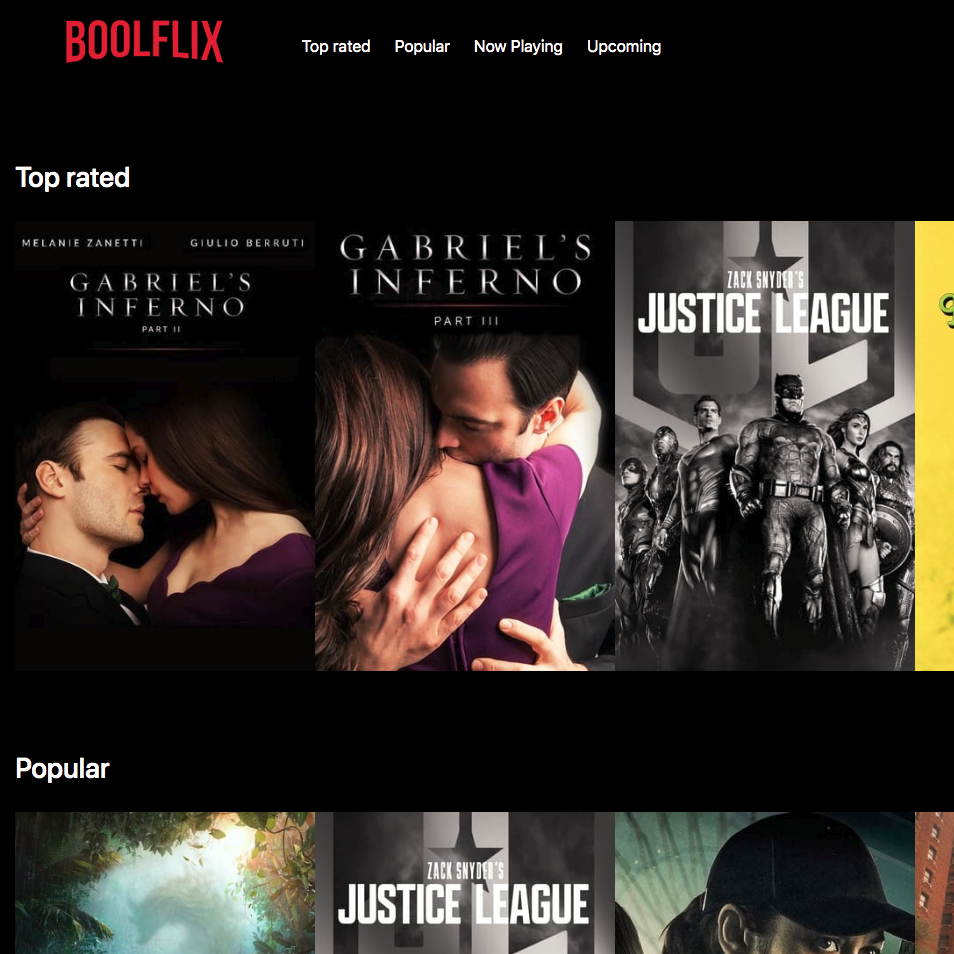 BOOLFLIX
Top rated Popular Now Playing Upcoming
Top rated
MELANIE ZANETTI GIULIO BERRUTI
GABRIEL'S
INFERNO
PART II
GABRIEL'S
INFERNO
PART III
ZACK SNYDER'S
JUSTICE LEAGUE
Popular
ZACK SNYDER'S
JUSTICE LEAGUE